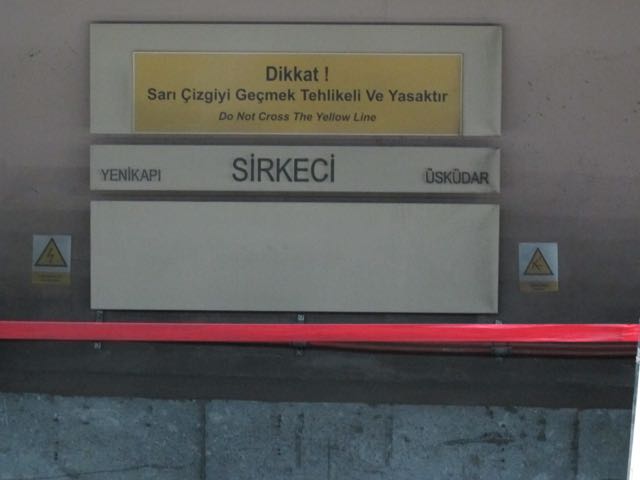 Dikkat !
Sarı Çizgiyi Geçmek Tehlikeli Ve Yasaktır
Do Not Cross The Yellow Line
YENİKAPI SİRKECİ ÜSKÜDAR